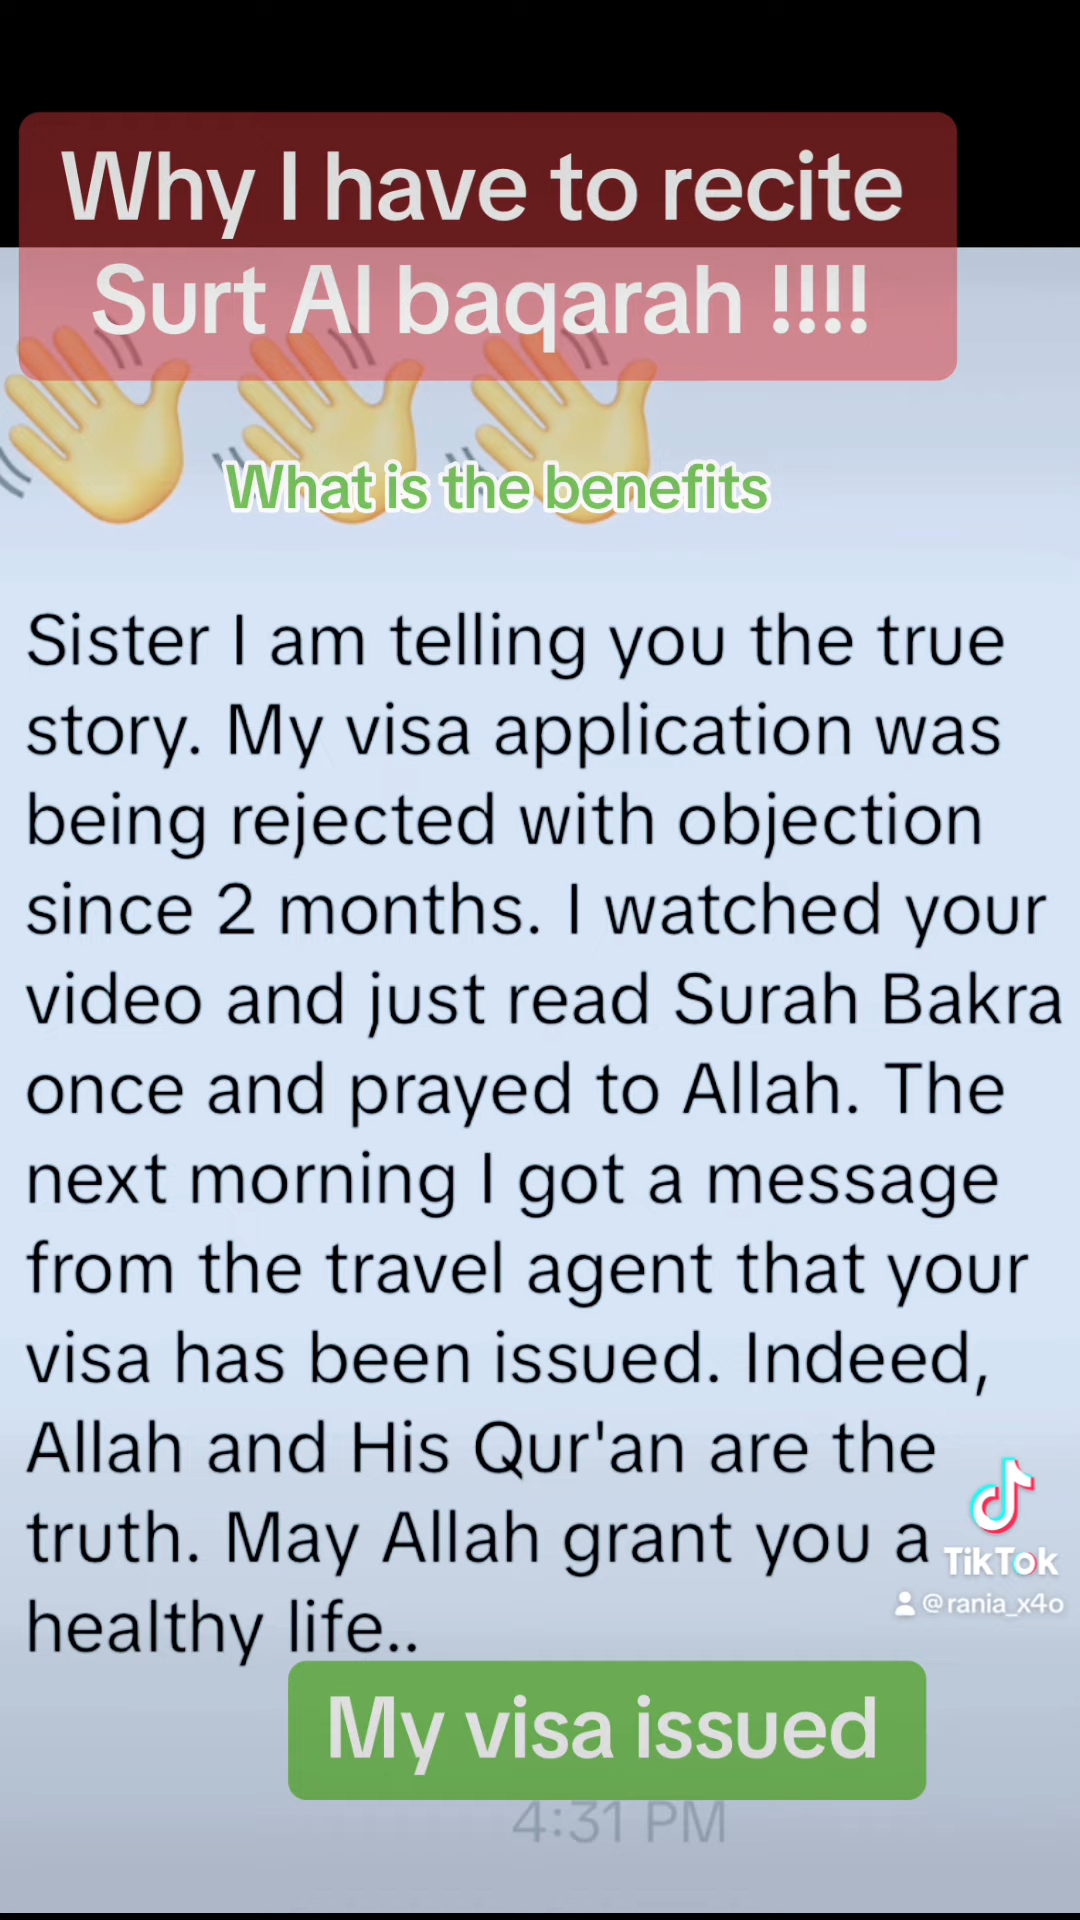 Why I have to recite
Surt Al baqarah !!!!
What is the benefits
Sister I am telling you the true
story. My visa application was
being rejected with objection
since 2 months. I watched your
video and just read Surah Bakra
once and prayed to Allah. The
next morning I got a message
from the travel agent that your
visa has been issued. Indeed,
Allah and His Qur'an are the
truth. May Allah grant you a
healthy life..
TikTok
@rania_x4o
My visa issued
4:31 PM